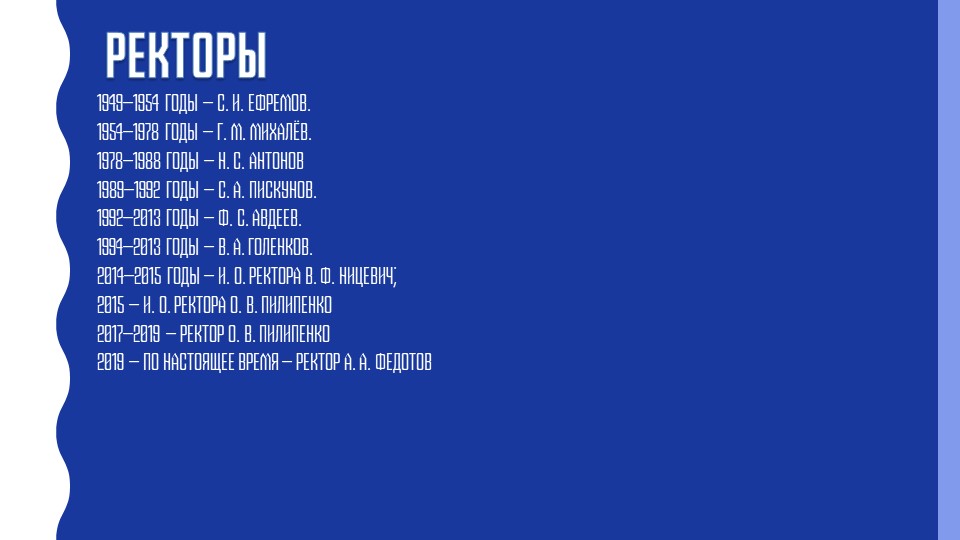 РЕКТОРЫ
1949–1954 ГОДЫ – С. И. ЕФРЕМОВ.
1954–1978 ГОДЫ – Г. М. МИХАЛЁВ.
1978–1988 ГОДЫ – Н. С. АНТОНОВ
1989–1992 ГОДЫ – С. А. ПИСКУНОВ.
1992–2013 ГОДЫ – Ф. С. АВДЕЕВ.
1994–2013 ГОДЫ – В. А. ГОЛЕНКОВ.
2014–2015 ГОДЫ – И. О. РЕКТОРА В. Ф. НИЦЕВИЧ;
2015 – И. О. РЕКТОРА О. В. ПИЛИПЕНКО
2017–2019 – РЕКТОР О. В. ПИЛИПЕНКО
2019 – ПО НАСТОЯЩЕЕ ВРЕМЯ – РЕКТОР А. А. ФЕДОТОВ